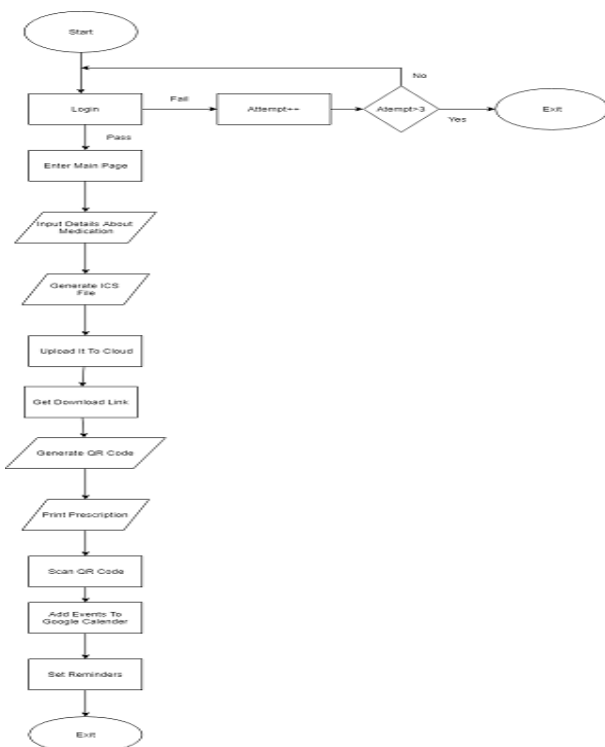 Start
No
Login
Fail
Attempt++
Atempt>3
Yes
Exit
Pass
Enter Main Page
Input Details About
Medication
Generate ICS
File
Upload It To Cloud
Get Download Link
Generate QR Code
Print Prescription
Scan QR Code
Add Events To
Google Calender
Set Reminders
Exit